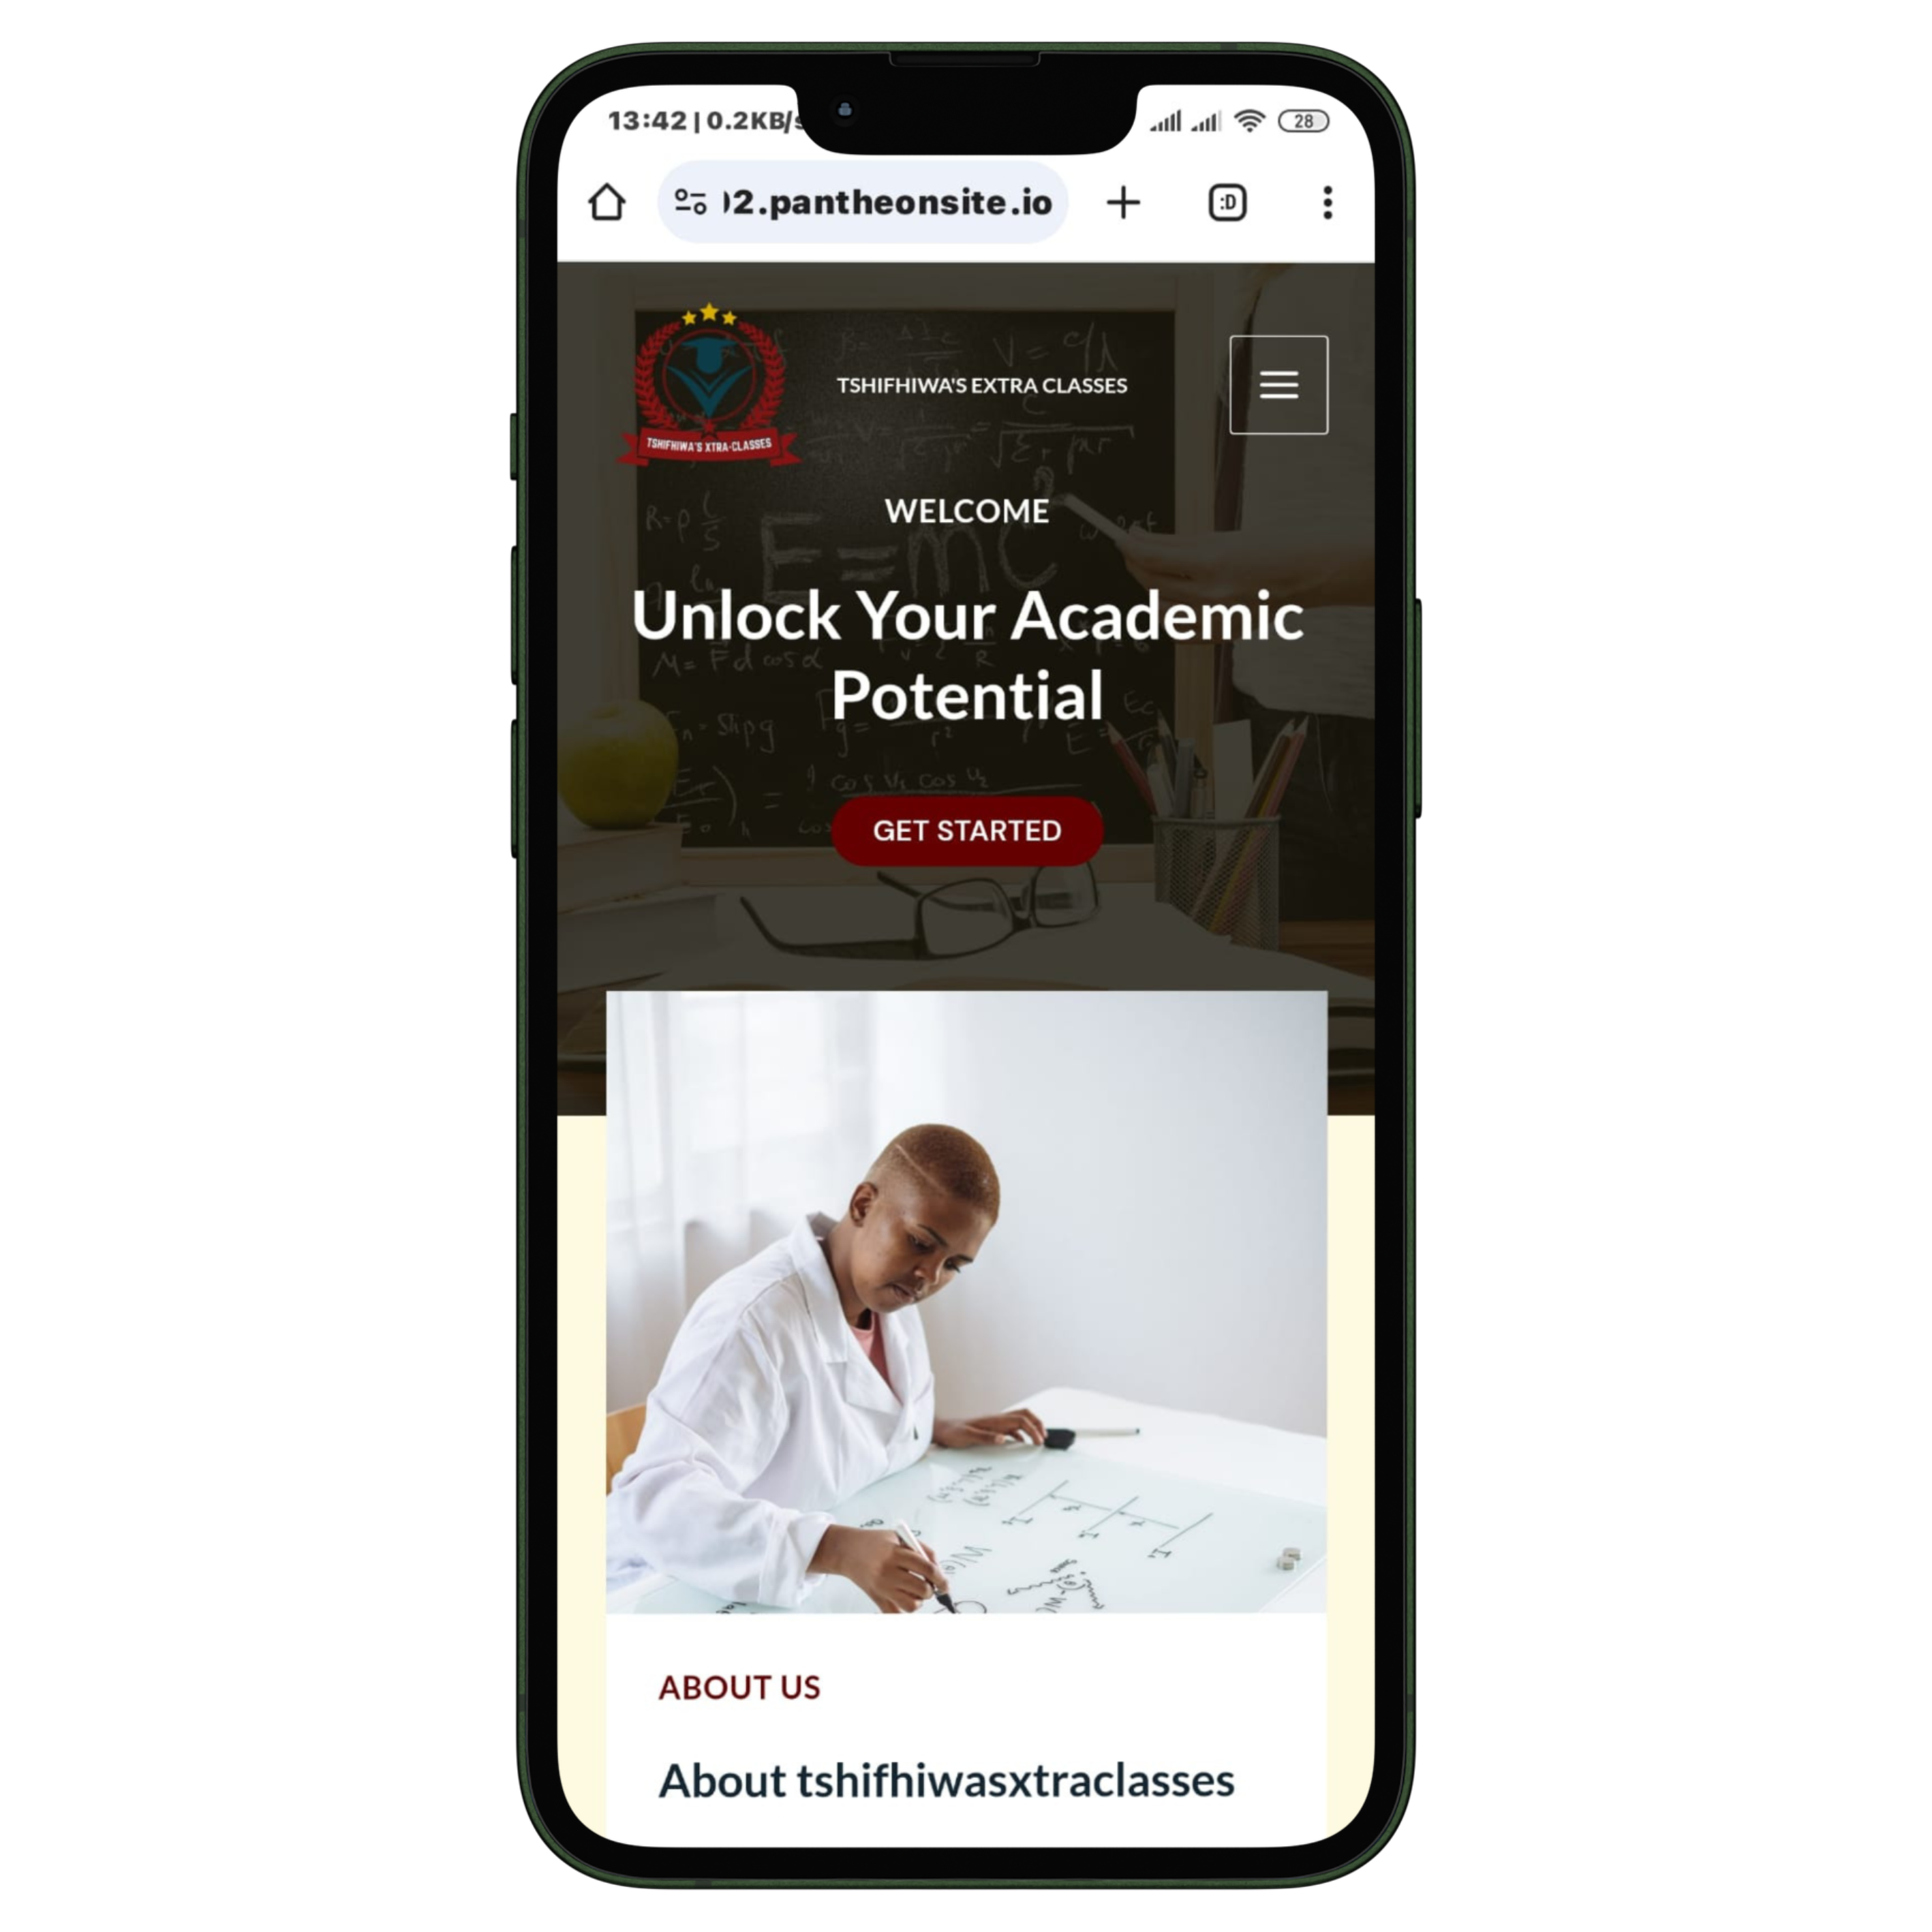 13:42 | 0.2KB/s
28
2.pantheonsite.io
:D
TSHIFHIWA'S EXTRA CLASSES
TSHIFHIWA'S XTRA-CLASSES
WELCOME
E=mc²
Unlock Your Academic
Potential
GET STARTED
ABOUT US
About tshifhiwasxtraclasses